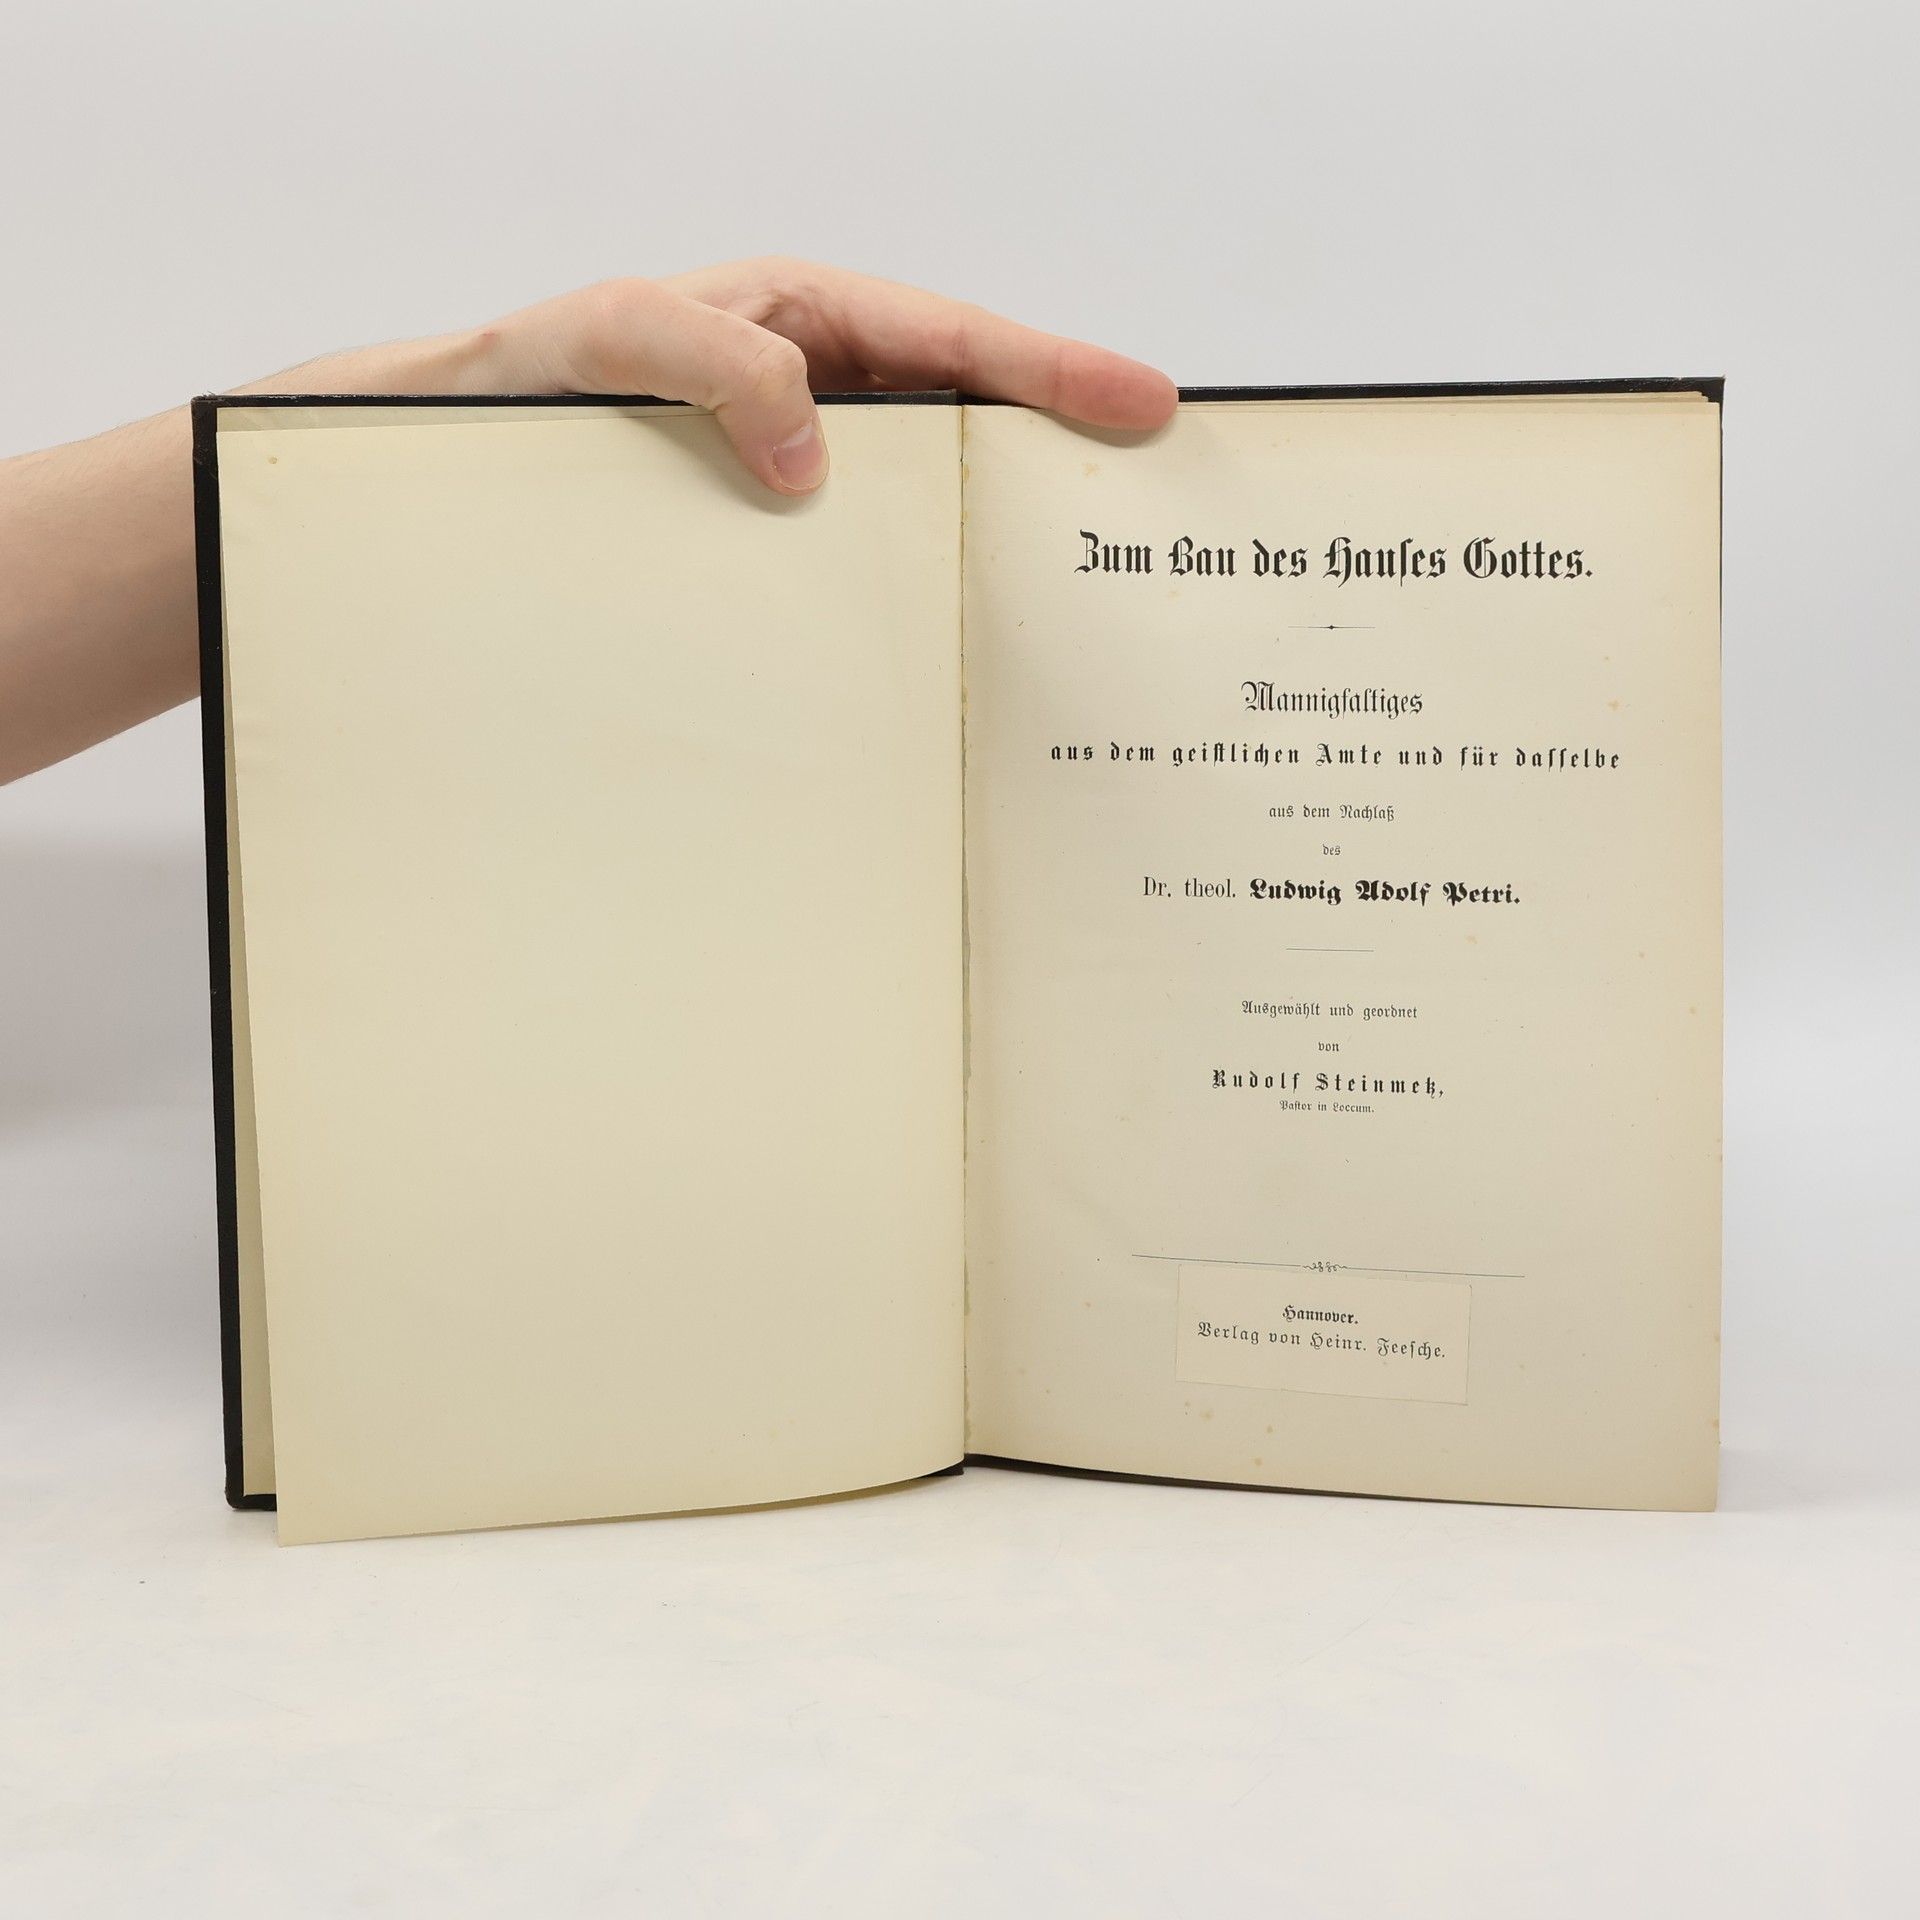 Zum Bau des Hauſes Gottes.
Mannigfaltiges
aus dem geiſtlichen Amte und für daſſelbe
aus dem Nachlaß
des
Dr. theol. Ludwig Adolf Petri.
Ausgewählt und geordnet
von
Rudolf Steinmetz,
Paſtor in Loccum.
Hannover.
Verlag von Heinr. Feeſche.